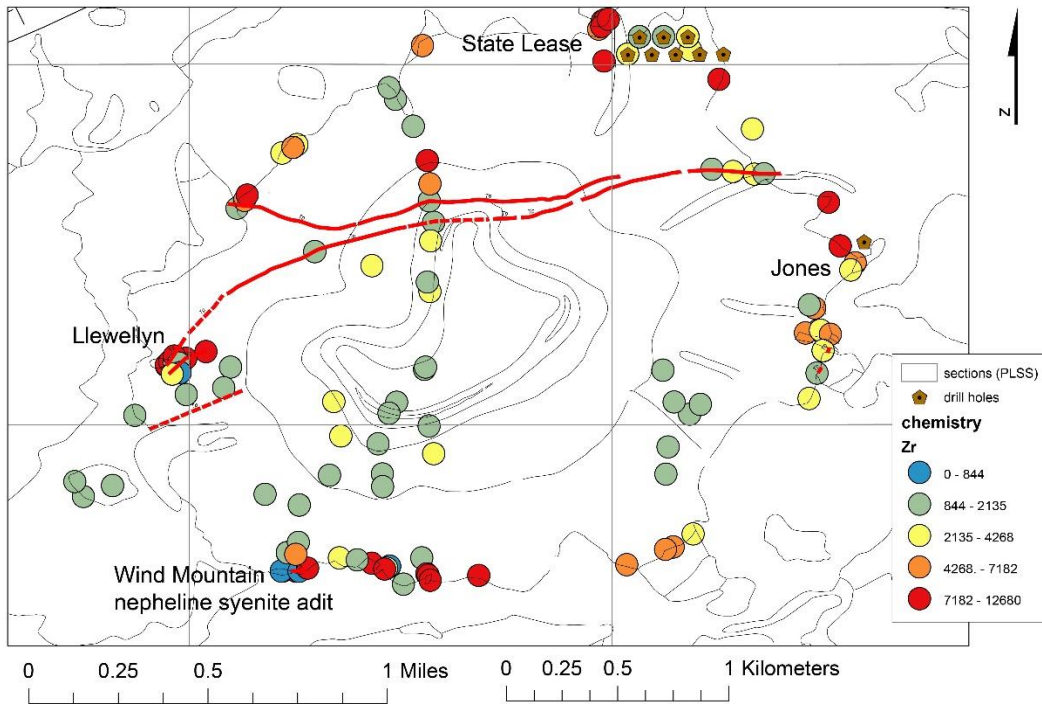 State Lease
N
Jones
Llewellyn
sections (PLSS)
drill holes
chemistry
Zr
0 - 844
844 - 2135
2135 - 4268
4268. - 7182
7182 - 12680
Wind Mountain
nepheline syenite adit
0 0.25 0.5 1 Miles
0 0.25 0.5 1 Kilometers